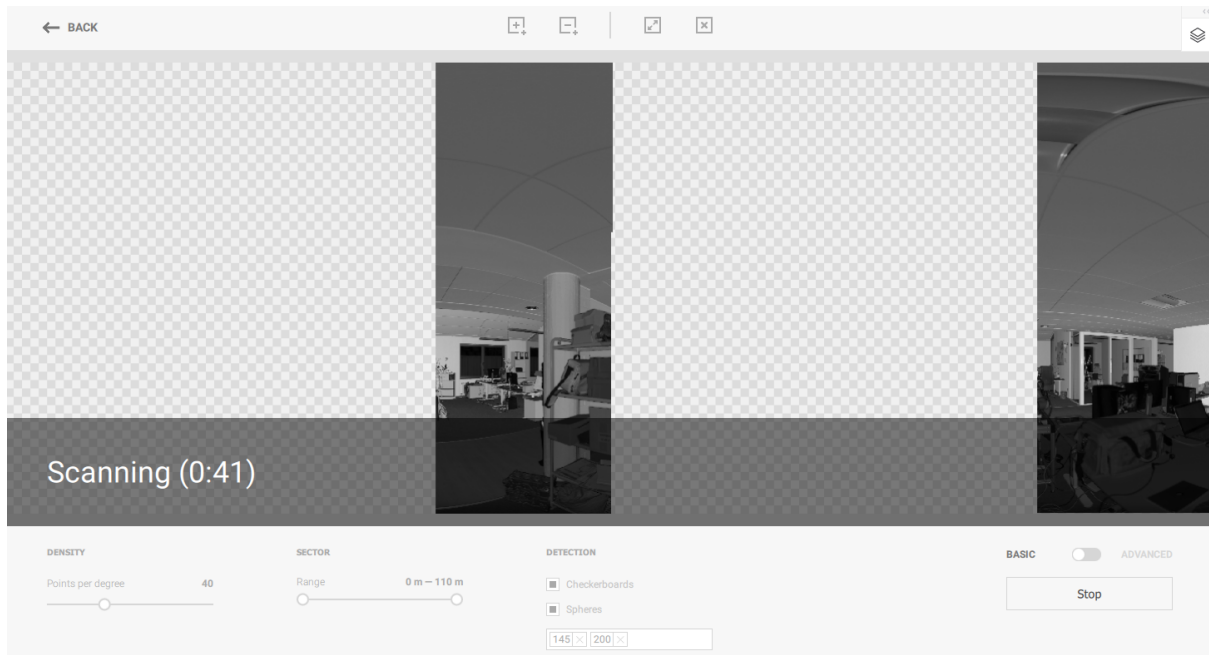 BACK
Scanning (0:41)
DENSITY
Points per degree 40
SECTOR
Range 0 m — 110 m
DETECTION
Checkerboards
Spheres
145 200
BASIC ADVANCED
Stop